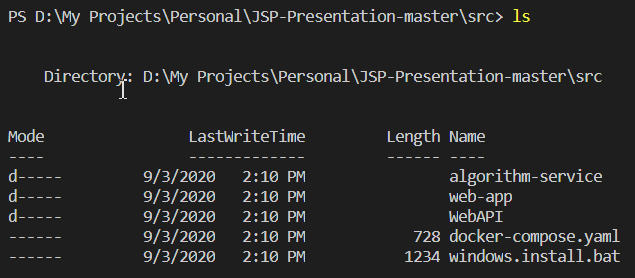 PS D:\My Projects\Personal\JSP-Presentation-master\src> ls
Directory: D:\My Projects\Personal\JSP-Presentation-master\src
Mode LastWriteTime Length Name
---- ------------- ------ ----
d----- 9/3/2020 2:10 PM algorithm-service
d----- 9/3/2020 2:10 PM web-app
d----- 9/3/2020 2:10 PM WebAPI
------ 9/3/2020 2:10 PM 728 docker-compose.yaml
------ 9/3/2020 2:10 PM 1234 windows.install.bat